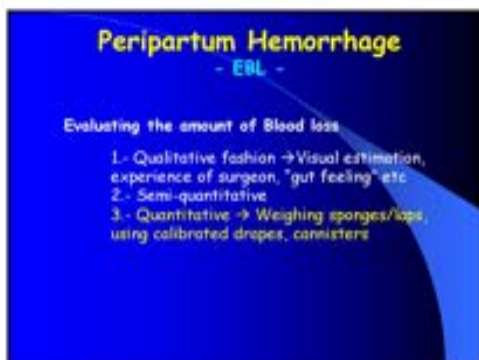 Peripartum Hemorrhage
- EBL -
Evaluating the amount of Blood loss
1.- Qualitative fashion → Visual estimation,
experience of surgeon, "gut feeling" etc
2.- Semi-quantitative
3.- Quantitative → Weighing sponges/laps,
using calibrated drapes, cannisters